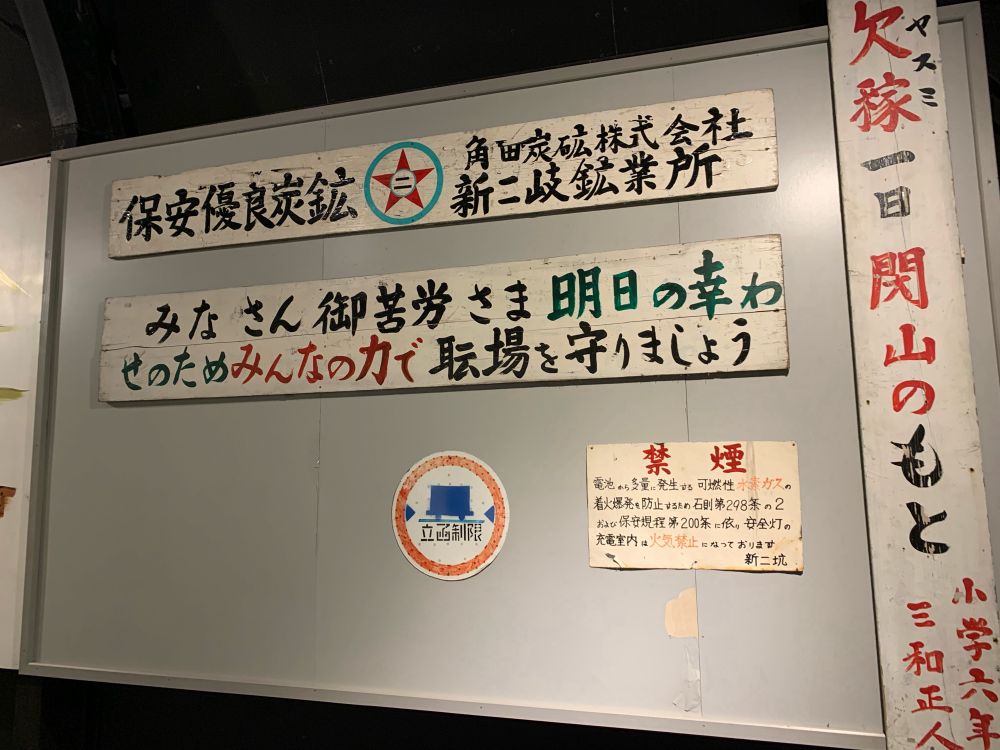 保安優良炭鉱
二
角田炭砿株式会社
新二岐鉱業所
みなさん御苦労さま明日の幸わ
せのためみんなの力で耺場を守りましょう
立函制限
禁煙
電池から多量に発生する可燃性水素ガスの
着火爆発を防止するため石則第298条の2
および保安規程第200条に依り安全灯の
充電室内は火気禁止になっております
新二坑
欠稼一日閉山のもと
ヤスミ
小学六年
三和正人